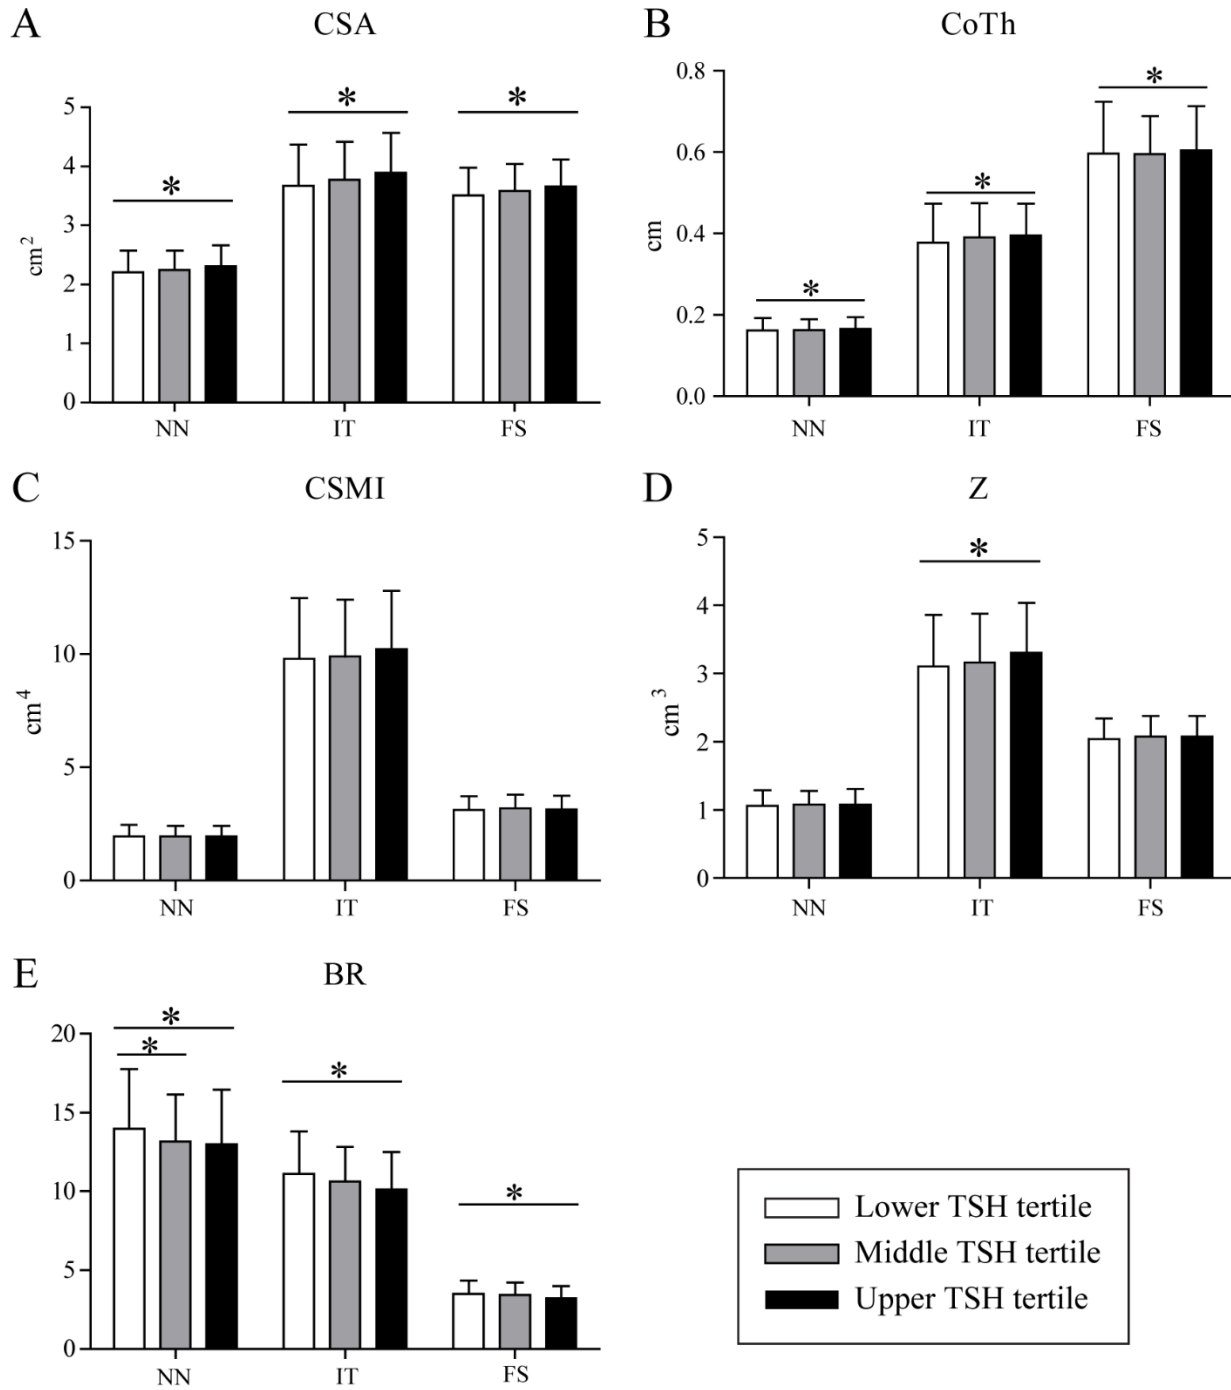 A CSA
5
4
3
2
1
0
cm²
* * *
NN IT FS
B CoTh
0.8
0.6
0.4
0.2
0.0
cm
* * *
NN IT FS
C CSMI
15
10
5
0
cm⁴
NN IT FS
D Z
5
4
3
2
1
0
cm³
*
NN IT FS
E BR
20
15
10
5
0
*
* * *
NN IT FS
Lower TSH tertile
Middle TSH tertile
Upper TSH tertile